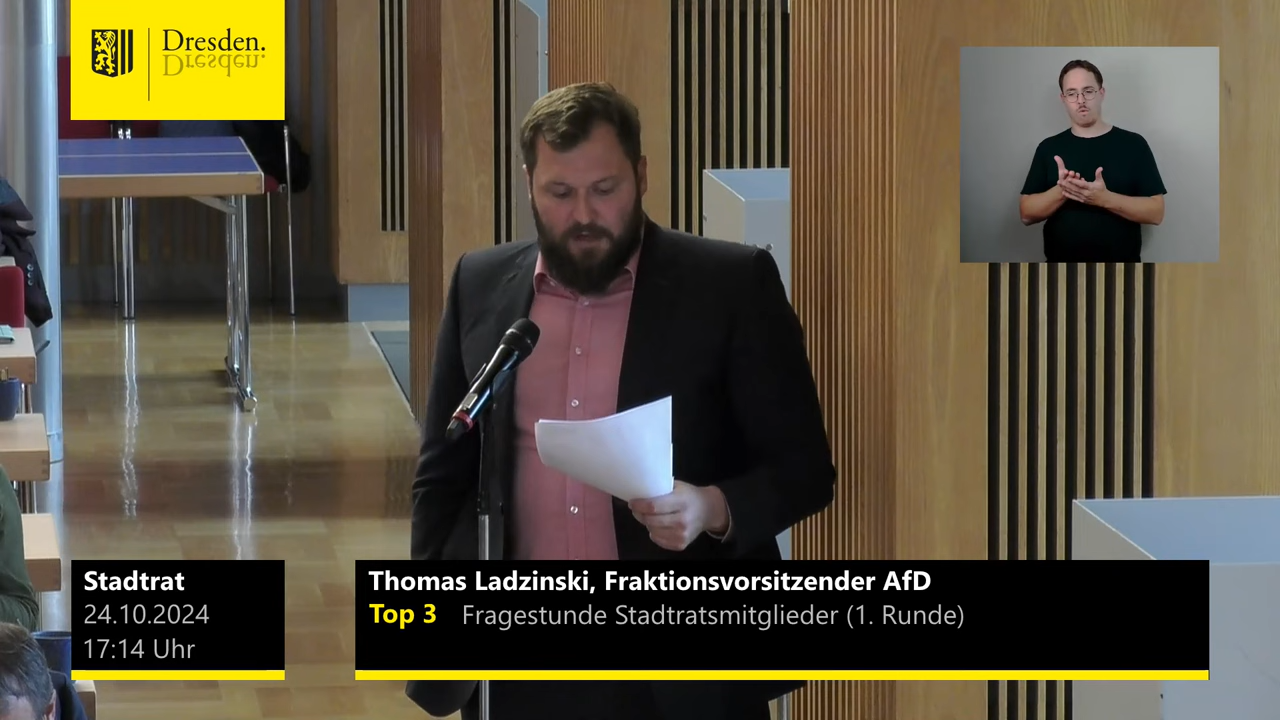 Dresden.
Dresden.
Stadtrat
24.10.2024
17:14 Uhr
Thomas Ladzinski, Fraktionsvorsitzender AfD
Top 3 Fragestunde Stadtratsmitglieder (1. Runde)